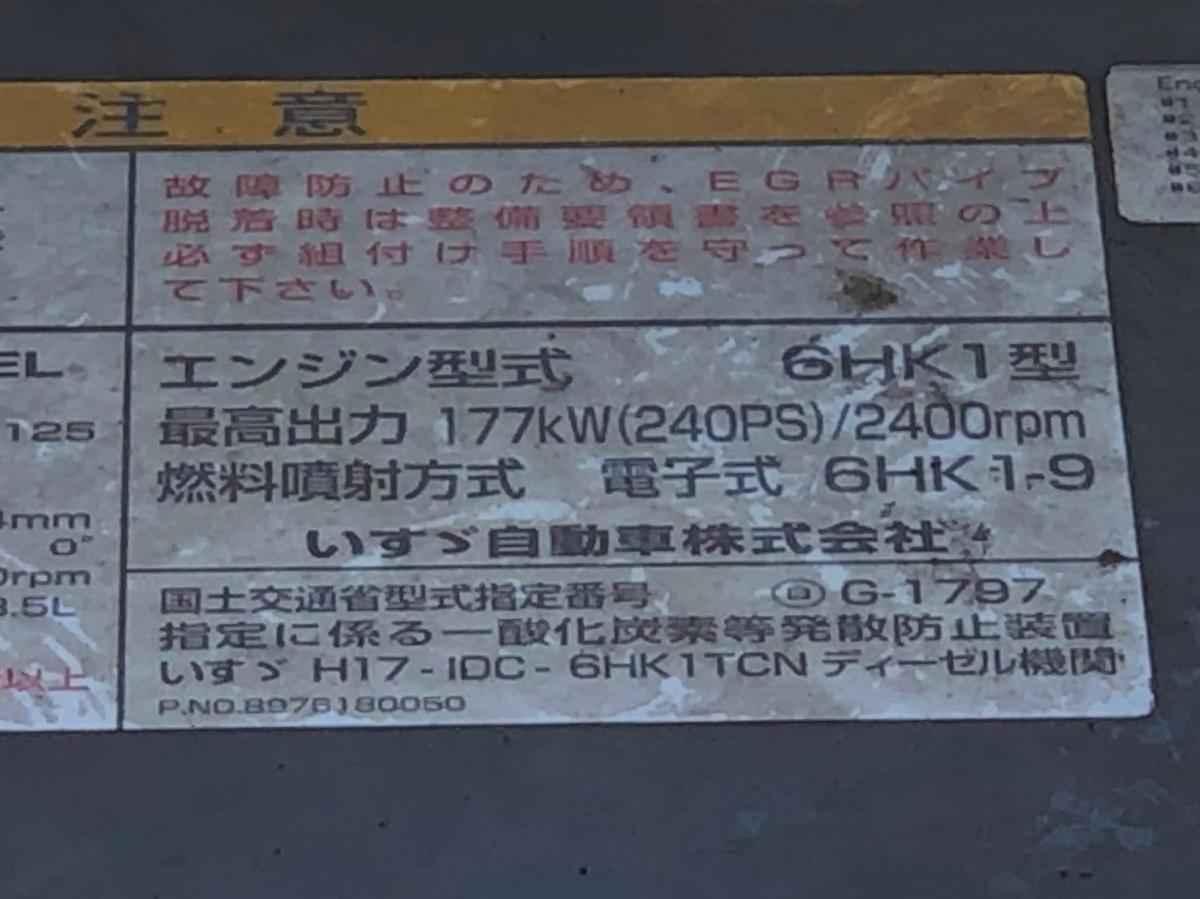 注意
故障防止のため、EGRパイプ
脱着時は整備要領書を参照の上
必ず組付け手順を守って作業し
て下さい。
EL
125
エンジン型式 6HK1型
最高出力 177kW(240PS)/2400rpm
燃料噴射方式 電子式 6HK1-9
いすゞ自動車株式会社
mm
0°
0rpm
3.5L
以上
国土交通省型式指定番号 ⓐ G-1797
指定に係る一酸化炭素等発散防止装置
いすゞ H17-IDC-6HK1TCN ディーゼル機関
P.NO.8976180050